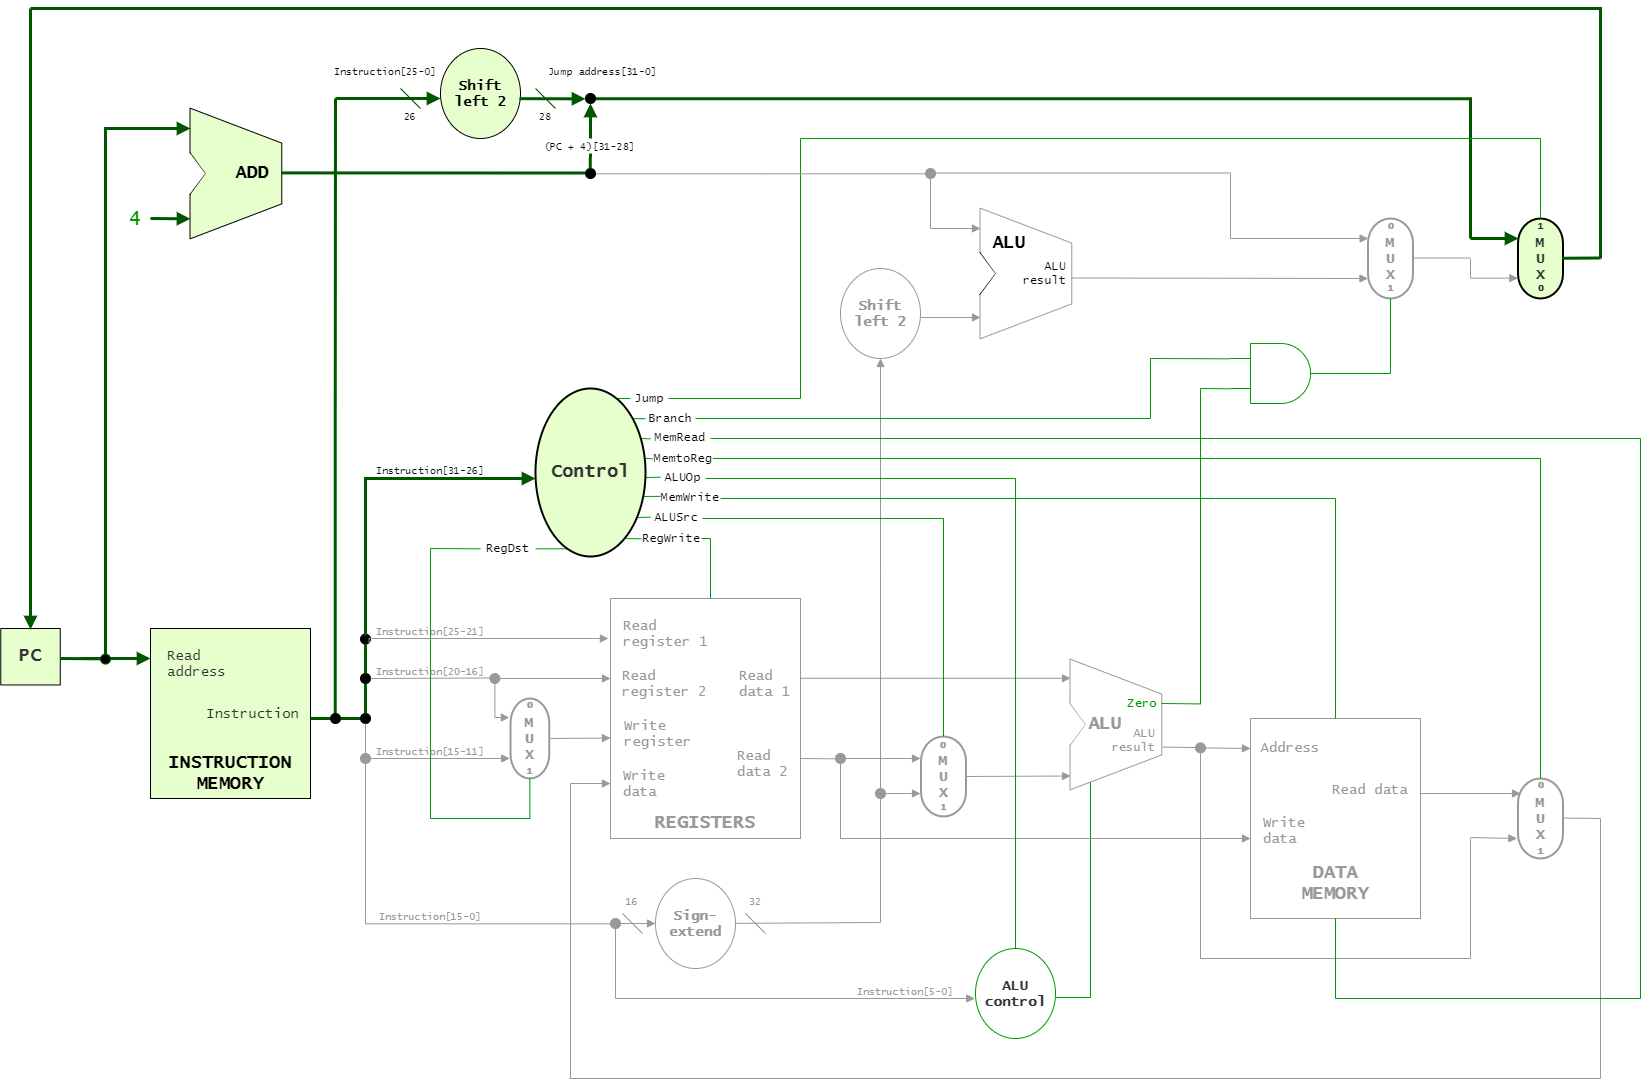 Instruction[25-0]
Shift
left 2
Jump address[31-0]
26
28
(PC + 4)[31-28]
ADD
4
ALU
ALU
result
Shift
left 2
0
M
U
X
1
1
M
U
X
0
Control
Jump
Branch
MemRead
MemtoReg
ALUOp
MemWrite
ALUSrc
RegWrite
RegDst
Instruction[31-26]
PC
Read
address
Instruction
INSTRUCTION
MEMORY
Instruction[25-21]
Instruction[20-16]
Instruction[15-11]
0
M
U
X
1
Read
register 1
Read
register 2
Write
register
Write
data
Read
data 1
Read
data 2
REGISTERS
0
M
U
X
1
Zero
ALU
ALU
result
Address
Read data
Write
data
DATA
MEMORY
0
M
U
X
1
Instruction[15-0]
16
Sign-
extend
32
Instruction[5-0]
ALU
control